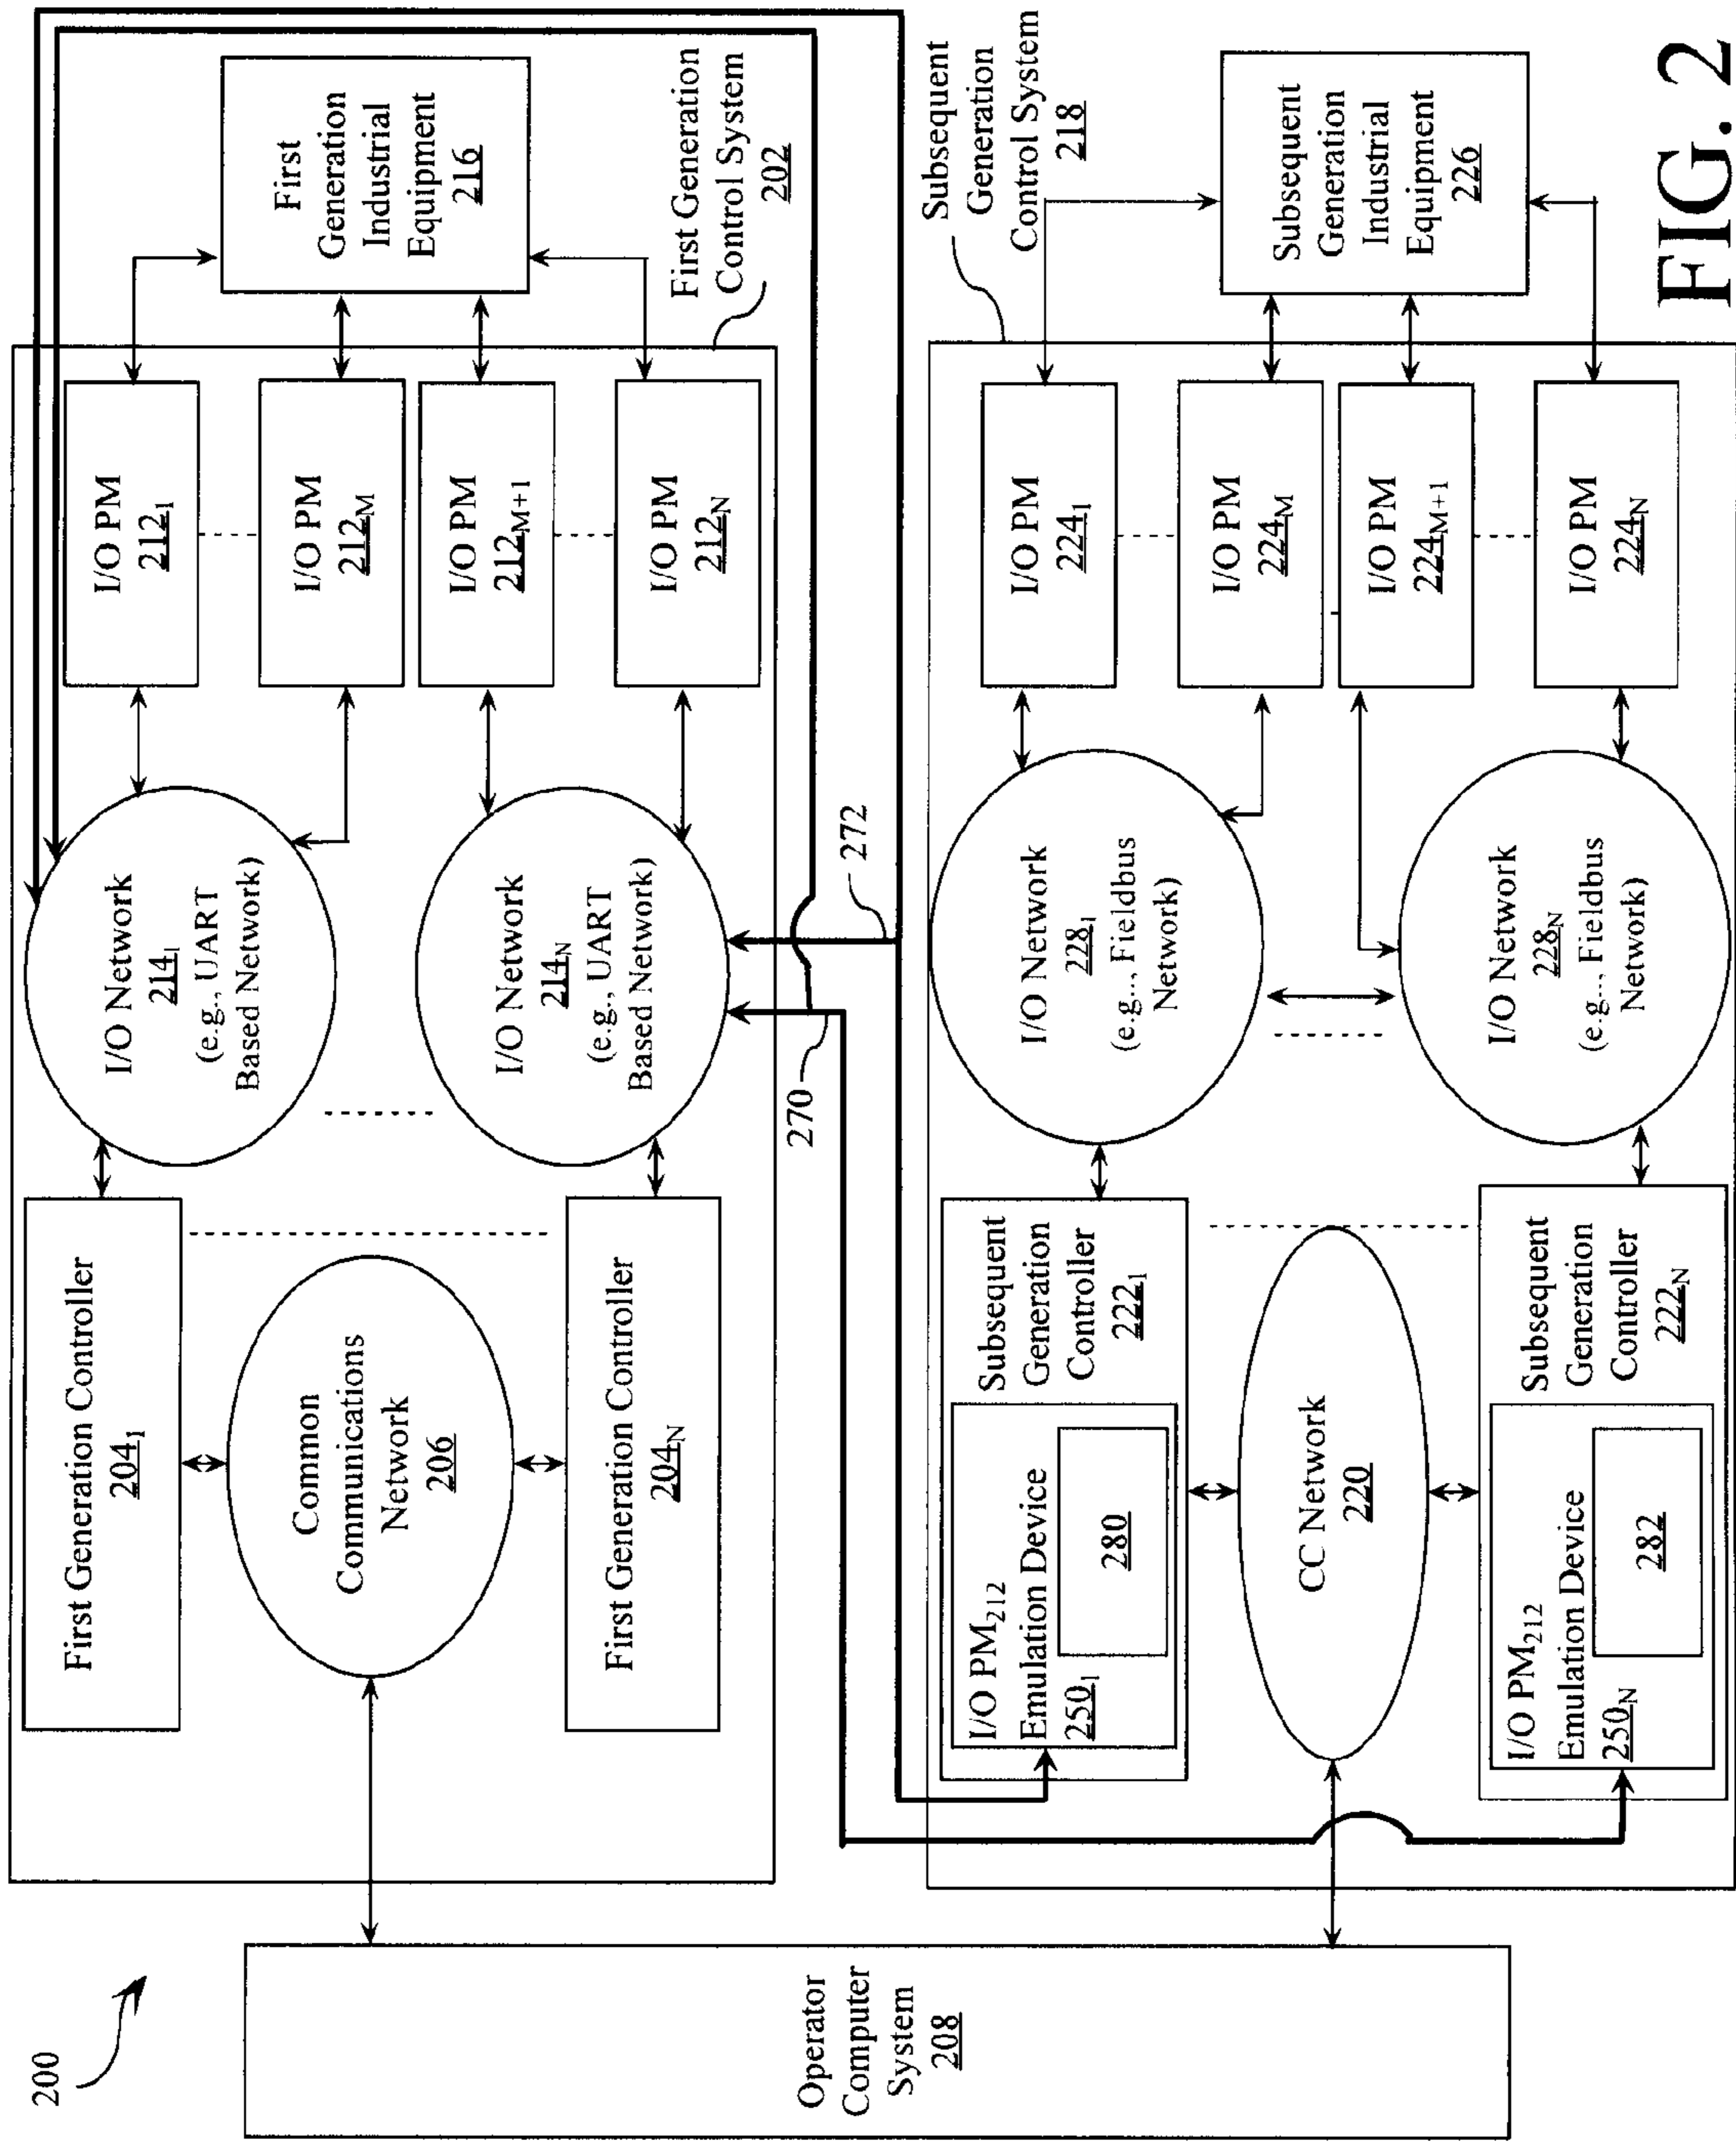 200
Operator
Computer
System
208
First Generation Controller
204₁
Common
Communications
Network
206
First Generation Controller
204N
I/O Network
214₁
(e.g., UART
Based Network)
I/O Network
214N
(e.g., UART
Based Network)
I/O PM
212₁
I/O PM
212M
I/O PM
212M+1
I/O PM
212N
First
Generation
Industrial
Equipment
216
First Generation
Control System
202
270
272
Subsequent
Generation
Controller
222₁
I/O PM₂₁₂
Emulation Device
250₁
280
CC Network
220
Subsequent
Generation
Controller
222N
I/O PM₂₁₂
Emulation Device
250N
282
I/O Network
228₁
(e.g.., Fieldbus
Network)
I/O Network
228N
(e.g.., Fieldbus
Network)
I/O PM
224₁
I/O PM
224M
I/O PM
224M+1
I/O PM
224N
Subsequent
Generation
Control System
218
Subsequent
Generation
Industrial
Equipment
226
FIG. 2